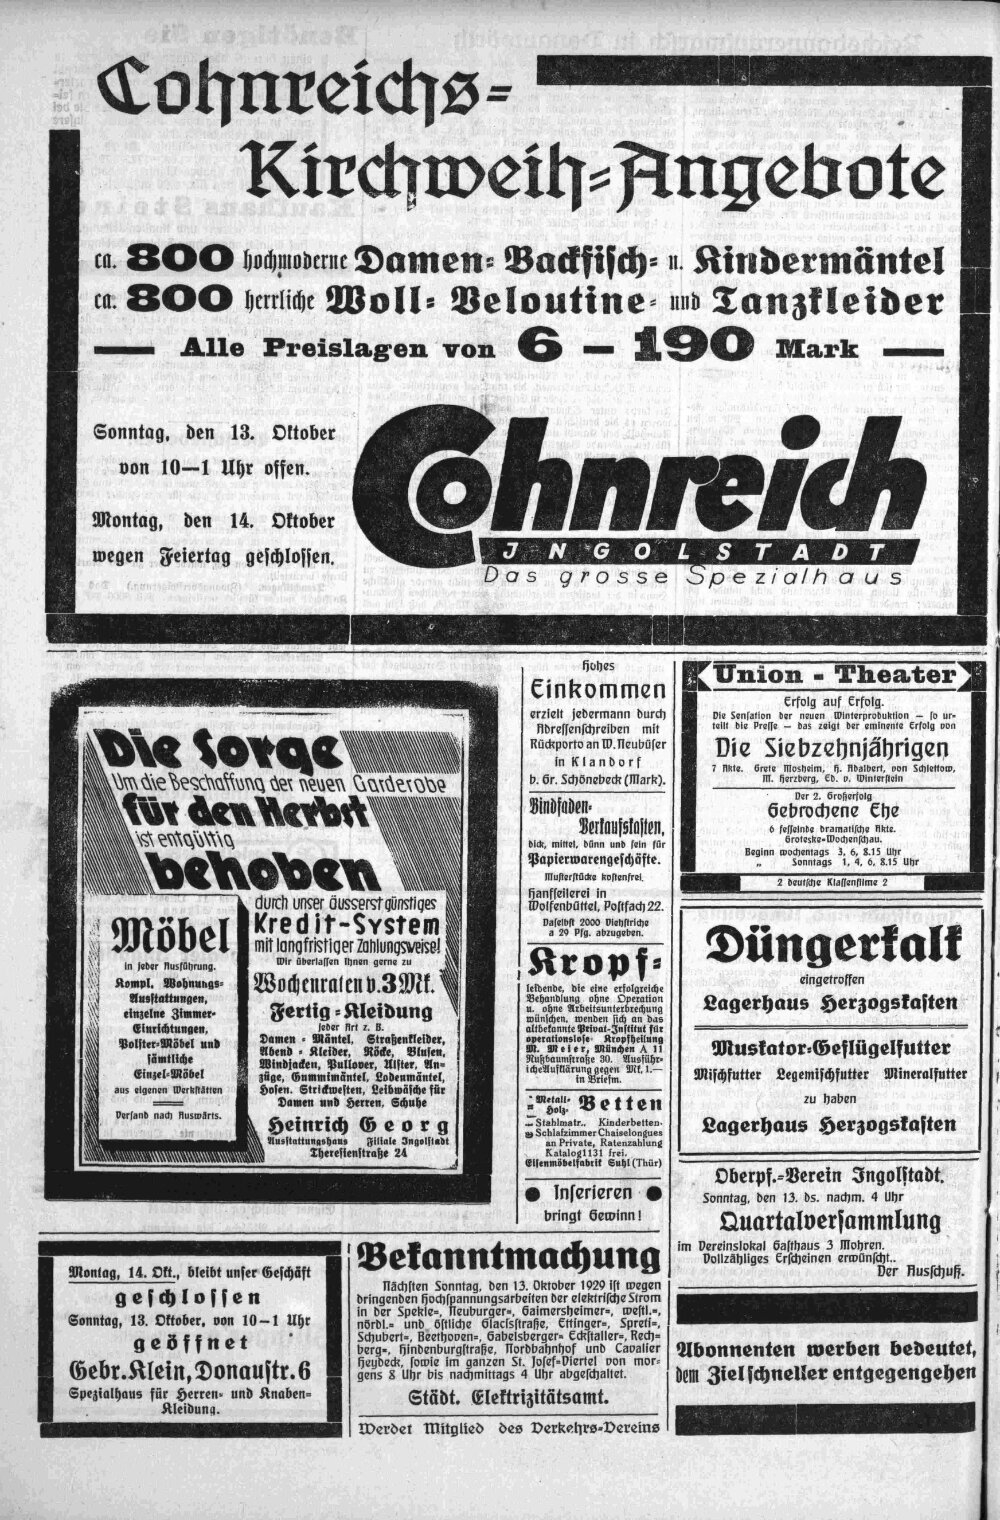 Cohnreichs-
Kirchweih-Angebote
ca. 800 hochmoderne Damen- Backfisch- u. Kindermäntel
ca. 800 herrliche Woll- Veloutine- und Tanzkleider
Alle Preislagen von 6 — 190 Mark
Sonntag, den 13. Oktober
von 10—1 Uhr offen.
Montag, den 14. Oktober
wegen Feiertag geschlossen.
Cohnreich
INGOLSTADT
Das grosse Spezialhaus
Die Sorge
Um die Beschaffung der neuen Garderobe
für den Herbst
ist entgültig
behoben
durch unser äusserst günstiges
Kredit-System
mit langfristiger Zahlungsweise!
Wir überlassen Ihnen gerne zu
Wochenraten v. 3 Mk.
Fertig-Kleidung
jeder Art z. B.
Damen-Mäntel, Straßenkleider,
Abend-Kleider, Röcke, Blusen,
Windjacken, Pullover, Ulster, An-
züge, Gummimäntel, Lodenmäntel,
Hosen, Strickwesten, Leibwäsche für
Damen und Herren, Schuhe
Heinrich Georg
Ausstattungshaus Filiale Ingolstadt
Theresienstraße 24
Möbel
in jeder Ausführung.
Kompl. Wohnungs-
Ausstattungen,
einzelne Zimmer-
Einrichtungen,
Polster-Möbel und
sämtliche
Einzel-Möbel
aus eigenen Werkstätten
Versand nach Auswärts.
Hohes
Einkommen
erzielt jedermann durch
Adressenschreiben mit
Rückporto an W. Neubüser
in Klandorf
b. Gr. Schönebeck (Mark).
Bindfaden-
Verkaufskasten,
dick, mittel, dünn und fein für
Papierwarengeschäfte.
Musterstücke kostenfrei.
Hanfseilerei in
Wolfenbüttel, Postfach 22.
Daselbst 2000 Viehstriche
a 29 Pfg. abzugeben.
Kropf-
leidende, die eine erfolgreiche
Behandlung ohne Operation
u. ohne Arbeitsunterbrechung
wünschen, wenden sich an das
altbekannte Privat-Institut für
operationslose Kropfheilung
M. Meier, München A 11
Nußbaumstraße 30. Ausführ-
liche Aufklärung gegen Mk. 1.—
in Briefm.
Metall-
Holz-
Betten
Stahlmatr., Kinderbetten-
Schlafzimmer Chaiselongues
an Private, Ratenzahlung
Katalog 1131 frei.
Eisenmöbelfabrik Suhl (Thür)
Inserieren
bringt Gewinn!
Union - Theater
Erfolg auf Erfolg.
Die Sensation der neuen Winterproduktion — so ur-
teilt die Presse — das zeigt der eminente Erfolg von
Die Siebzehnjährigen
7 Akte. Grete Mosheim, H. Adalbert, von Schlettow,
M. Herzberg, Ed. v. Winterstein
Der 2. Großerfolg
Gebrochene Ehe
6 fesselnde dramatische Akte.
Groteske-Wochenschau.
Beginn wochentags 3, 6, 8.15 Uhr
„ Sonntags 1, 4, 6, 8.15 Uhr
2 deutsche Klassenfilme 2
Düngerkalk
eingetroffen
Lagerhaus Herzogskasten
Muskator-Geflügelfutter
Mischfutter Legemischfutter Mineralfutter
zu haben
Lagerhaus Herzogskasten
Oberpf.-Verein Ingolstadt.
Sonntag, den 13. ds. nachm. 4 Uhr
Quartalversammlung
im Vereinslokal Gasthaus 3 Mohren.
Vollzähliges Erscheinen erwünscht..
Der Ausschuß.
Abonnenten werben bedeutet,
dem Ziel schneller entgegengehen
Montag, 14. Okt., bleibt unser Geschäft
geschlossen
Sonntag, 13. Oktober, von 10—1 Uhr
geöffnet
Gebr. Klein, Donaustr. 6
Spezialhaus für Herren- und Knaben-
Kleidung.
Bekanntmachung
Nächsten Sonntag, den 13. Oktober 1929 ist wegen
dringenden Hochspannungsarbeiten der elektrische Strom
in der Spekle-, Neuburger-, Gaimersheimer-, westl.-,
nördl.- und östliche Glacisstraße, Ettinger-, Spretl-,
Schubert-, Beethoven-, Gabelsberger- Eckstaller-, Rech-
berg-, Hindenburgstraße, Nordbahnhof und Cavalier
Heydeck, sowie im ganzen St. Josef-Viertel von mor-
gens 8 Uhr bis nachmittags 4 Uhr abgeschaltet.
Städt. Elektrizitätsamt.
Werdet Mitglied des Verkehrs-Vereins